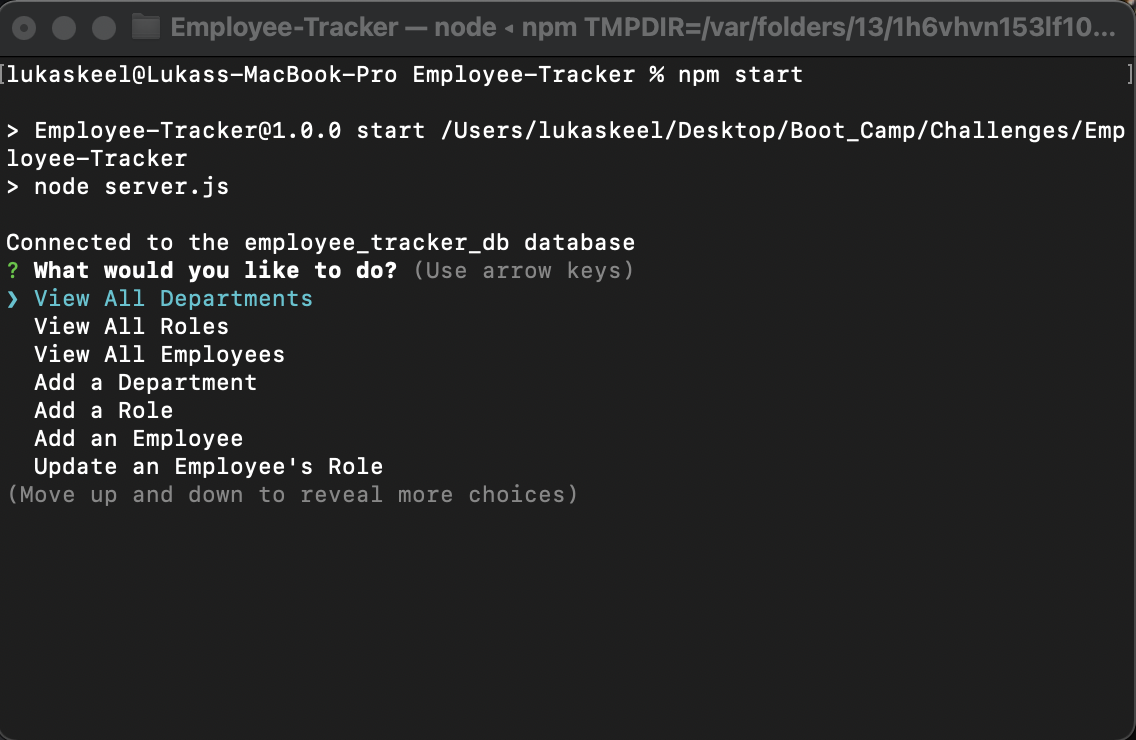 Employee-Tracker — node ◂ npm TMPDIR=/var/folders/13/1h6vhvn153lf10...
[lukaskeel@Lukass-MacBook-Pro Employee-Tracker % npm start ]
> Employee-Tracker@1.0.0 start /Users/lukaskeel/Desktop/Boot_Camp/Challenges/Emp
loyee-Tracker
> node server.js
Connected to the employee_tracker_db database
? What would you like to do? (Use arrow keys)
❯ View All Departments
View All Roles
View All Employees
Add a Department
Add a Role
Add an Employee
Update an Employee's Role
(Move up and down to reveal more choices)